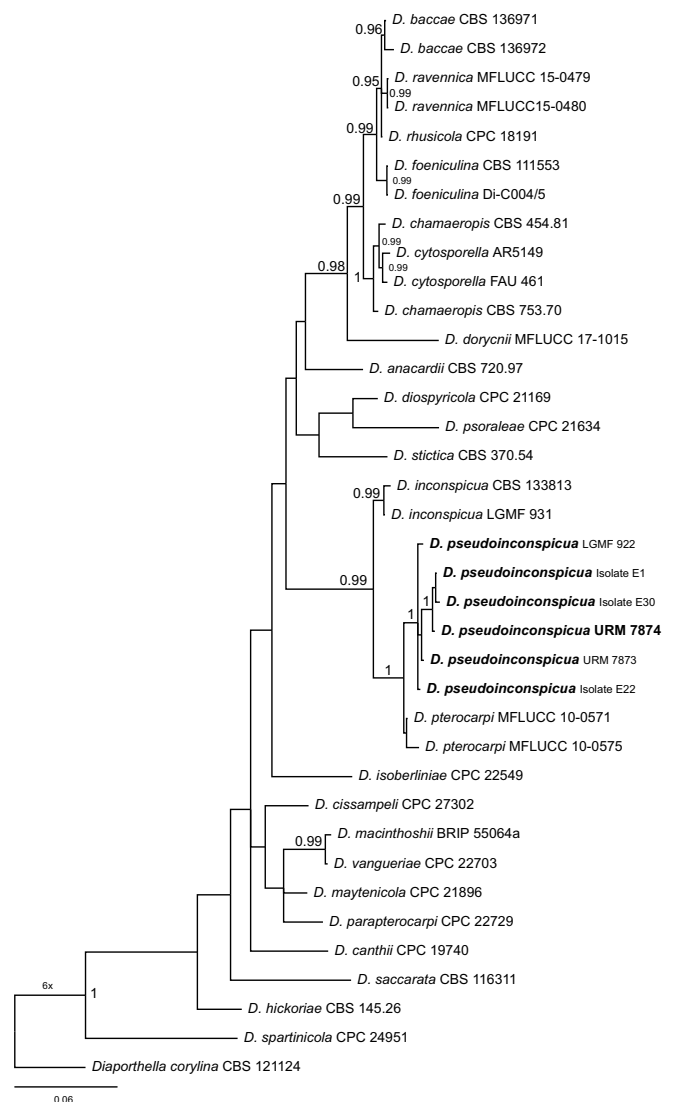 D. baccae CBS 136971
0.96
D. baccae CBS 136972
D. ravennica MFLUCC 15-0479
0.95
0.99
D. ravennica MFLUCC15-0480
0.99
D. rhusicola CPC 18191
D. foeniculina CBS 111553
0.99
D. foeniculina Di-C004/5
0.99
D. chamaeropis CBS 454.81
0.99
D. cytosporella AR5149
0.98
0.99
1
D. cytosporella FAU 461
D. chamaeropis CBS 753.70
D. dorycnii MFLUCC 17-1015
D. anacardii CBS 720.97
D. diospyricola CPC 21169
D. psoraleae CPC 21634
D. stictica CBS 370.54
D. inconspicua CBS 133813
0.99
D. inconspicua LGMF 931
D. pseudoinconspicua LGMF 922
D. pseudoinconspicua Isolate E1
0.99
D. pseudoinconspicua Isolate E30
1
1
D. pseudoinconspicua URM 7874
D. pseudoinconspicua URM 7873
1
D. pseudoinconspicua Isolate E22
D. pterocarpi MFLUCC 10-0571
D. pterocarpi MFLUCC 10-0575
D. isoberliniae CPC 22549
D. cissampeli CPC 27302
D. macinthoshii BRIP 55064a
0.99
D. vangueriae CPC 22703
D. maytenicola CPC 21896
D. parapterocarpi CPC 22729
D. canthii CPC 19740
D. saccarata CBS 116311
6x
1
D. hickoriae CBS 145.26
D. spartinicola CPC 24951
Diaporthella corylina CBS 121124
0.06